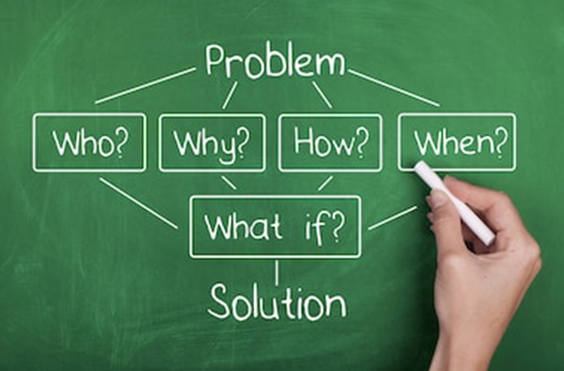 Problem
Who? Why? How? When?
What if?
Solution